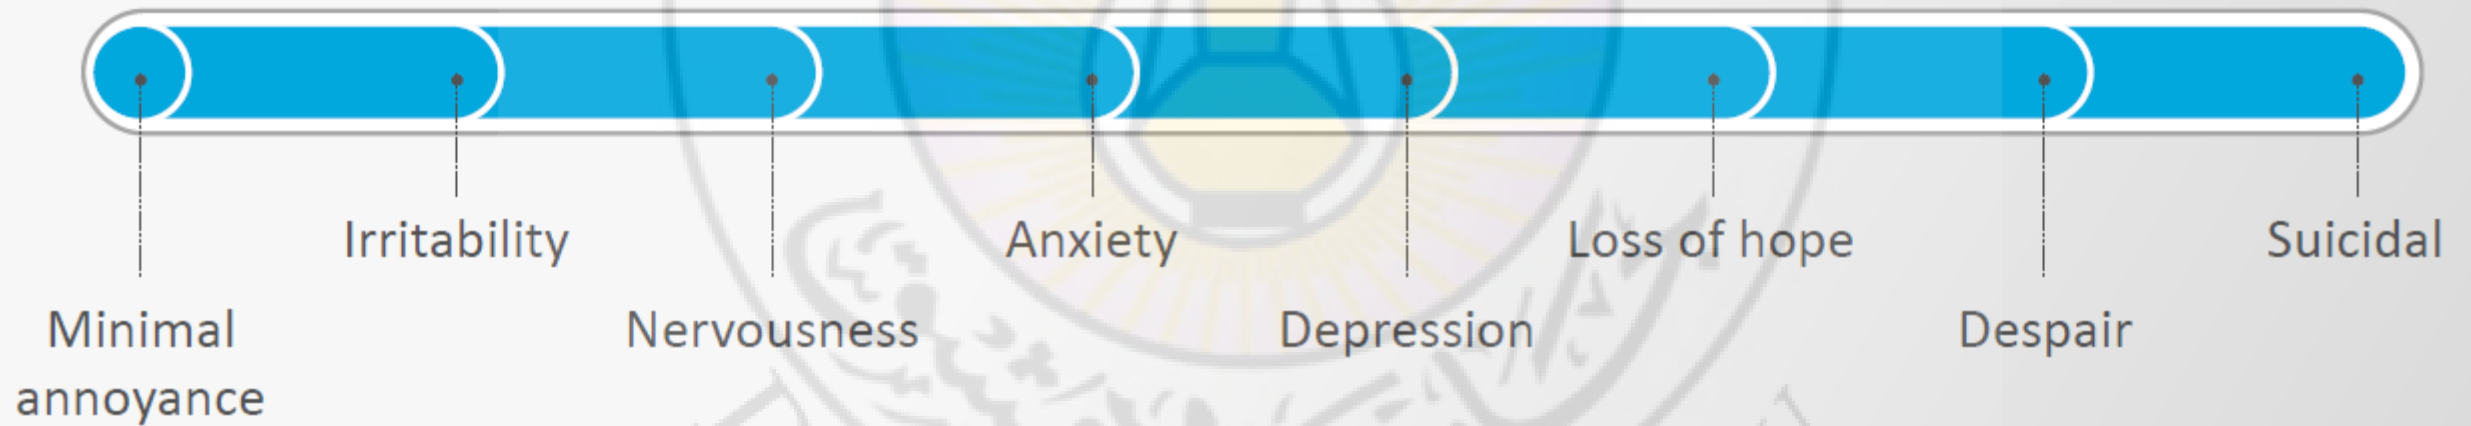 Minimal
annoyance
Irritability
Nervousness
Anxiety
Depression
Loss of hope
Despair
Suicidal